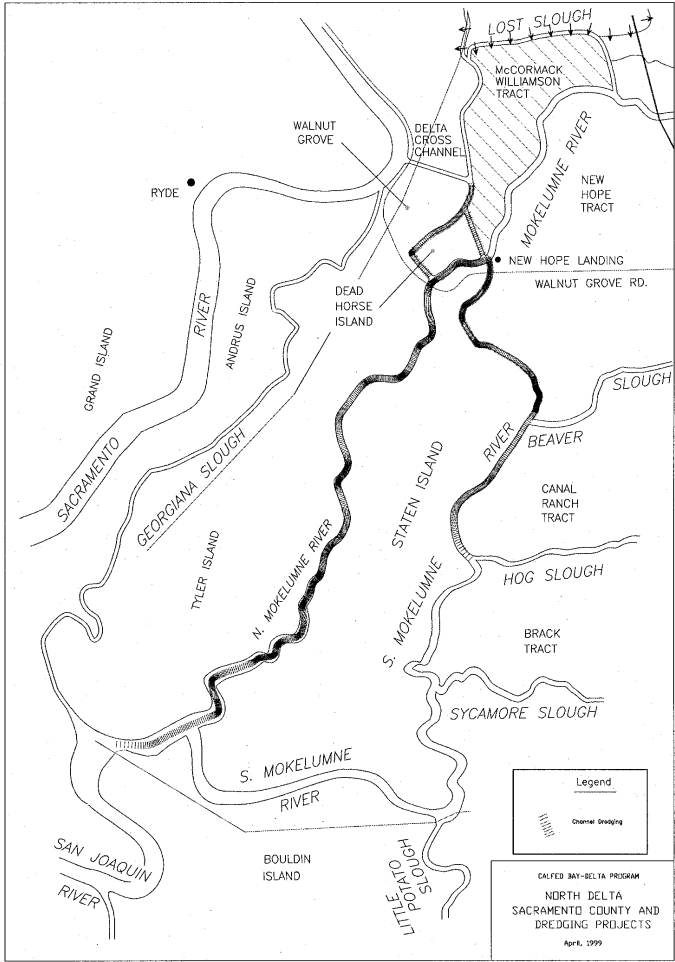 LOST SLOUGH
McCORMACK
WILLIAMSON
TRACT
WALNUT
GROVE
DELTA
CROSS
CHANNEL
MOKELUMNE RIVER
RYDE
NEW
HOPE
TRACT
NEW HOPE LANDING
WALNUT GROVE RD.
DEAD
HORSE
ISLAND
RIVER
ANDRUS ISLAND
GRAND ISLAND
SACRAMENTO
GEORGIANA SLOUGH
SLOUGH
BEAVER
RIVER
STATEN ISLAND
CANAL
RANCH
TRACT
TYLER ISLAND
N. MOKELUMNE RIVER
HOG SLOUGH
S. MOKELUMNE
BRACK
TRACT
SYCAMORE SLOUGH
S. MOKELUMNE
RIVER
SAN JOAQUIN
RIVER
BOULDIN
ISLAND
LITTLE
POTATO
SLOUGH
Legend
Channel Dredging
CALFED BAY-DELTA PROGRAM
NORTH DELTA
SACRAMENTO COUNTY AND
DREDGING PROJECTS
April, 1999